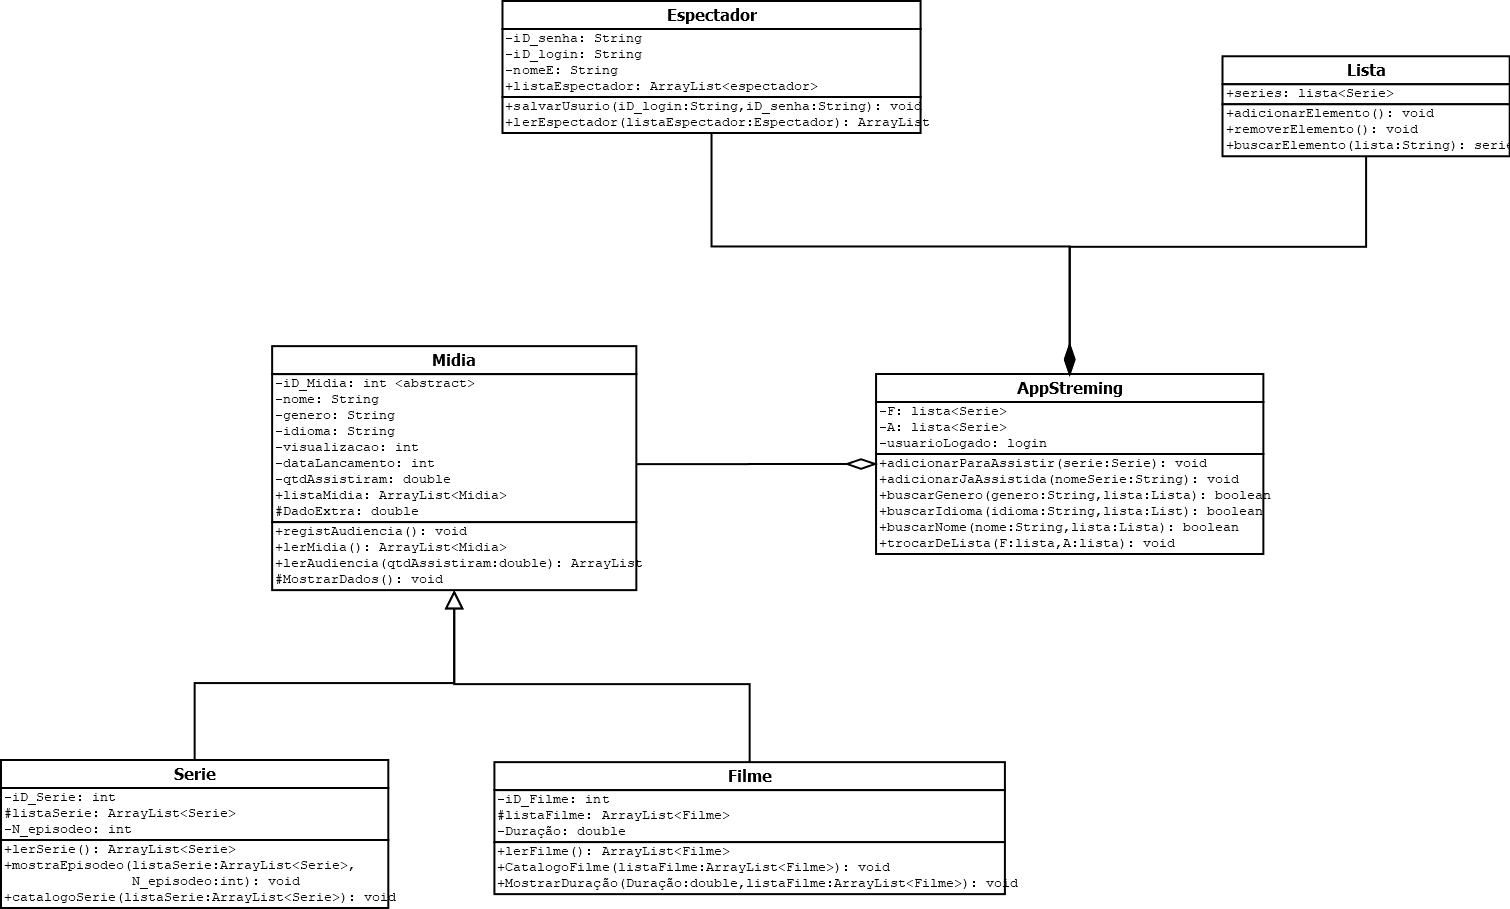 Espectador
-iD_senha: String
-iD_login: String
-nomeE: String
+listaEspectador: ArrayList<espectador>
+salvarUsurio(iD_login:String,iD_senha:String): void
+lerEspectador(listaEspectador:Espectador): ArrayList
Lista
+series: lista<Serie>
+adicionarElemento(): void
+removerElemento(): void
+buscarElemento(lista:String): serie
Midia
-iD_Midia: int <abstract>
-nome: String
-genero: String
-idioma: String
-visualizacao: int
-dataLancamento: int
-qtdAssistiram: double
+listaMidia: ArrayList<Midia>
#DadoExtra: double
+registAudiencia(): void
+lerMidia(): ArrayList<Midia>
+lerAudiencia(qtdAssistiram:double): ArrayList
#MostrarDados(): void
AppStreming
-F: lista<Serie>
-A: lista<Serie>
-usuarioLogado: login
+adicionarParaAssistir(serie:Serie): void
+adicionarJaAssistida(nomeSerie:String): void
+buscarGenero(genero:String,lista:Lista): boolean
+buscarIdioma(idioma:String,list:List): boolean
+buscarNome(nome:String,lista:Lista): boolean
+trocarDeLista(F:lista,A:lista): void
Serie
-iD_Serie: int
#listaSerie: ArrayList<Serie>
-N_episodeo: int
+lerSerie(): ArrayList<Serie>
+mostraEpisodeo(listaSerie:ArrayList<Serie>,
N_episodeo:int): void
+catalogoSerie(listaSerie:ArrayList<Serie>): void
Filme
-iD_Filme: int
#listaFilme: ArrayList<Filme>
-Duração: double
+lerFilme(): ArrayList<Filme>
+CatalogoFilme(listaFilme:ArrayList<Filme>): void
+MostrarDuração(Duração:double,listaFilme:ArrayList<Filme>): void